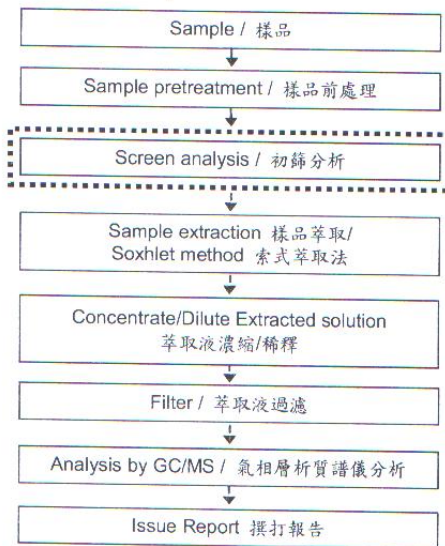 Sample / 樣品
Sample pretreatment / 樣品前處理
Screen analysis / 初篩分析
Sample extraction 樣品萃取/
Soxhlet method 索式萃取法
Concentrate/Dilute Extracted solution
萃取液濃縮/稀釋
Filter / 萃取液過濾
Analysis by GC/MS / 氣相層析質譜儀分析
Issue Report 撰打報告